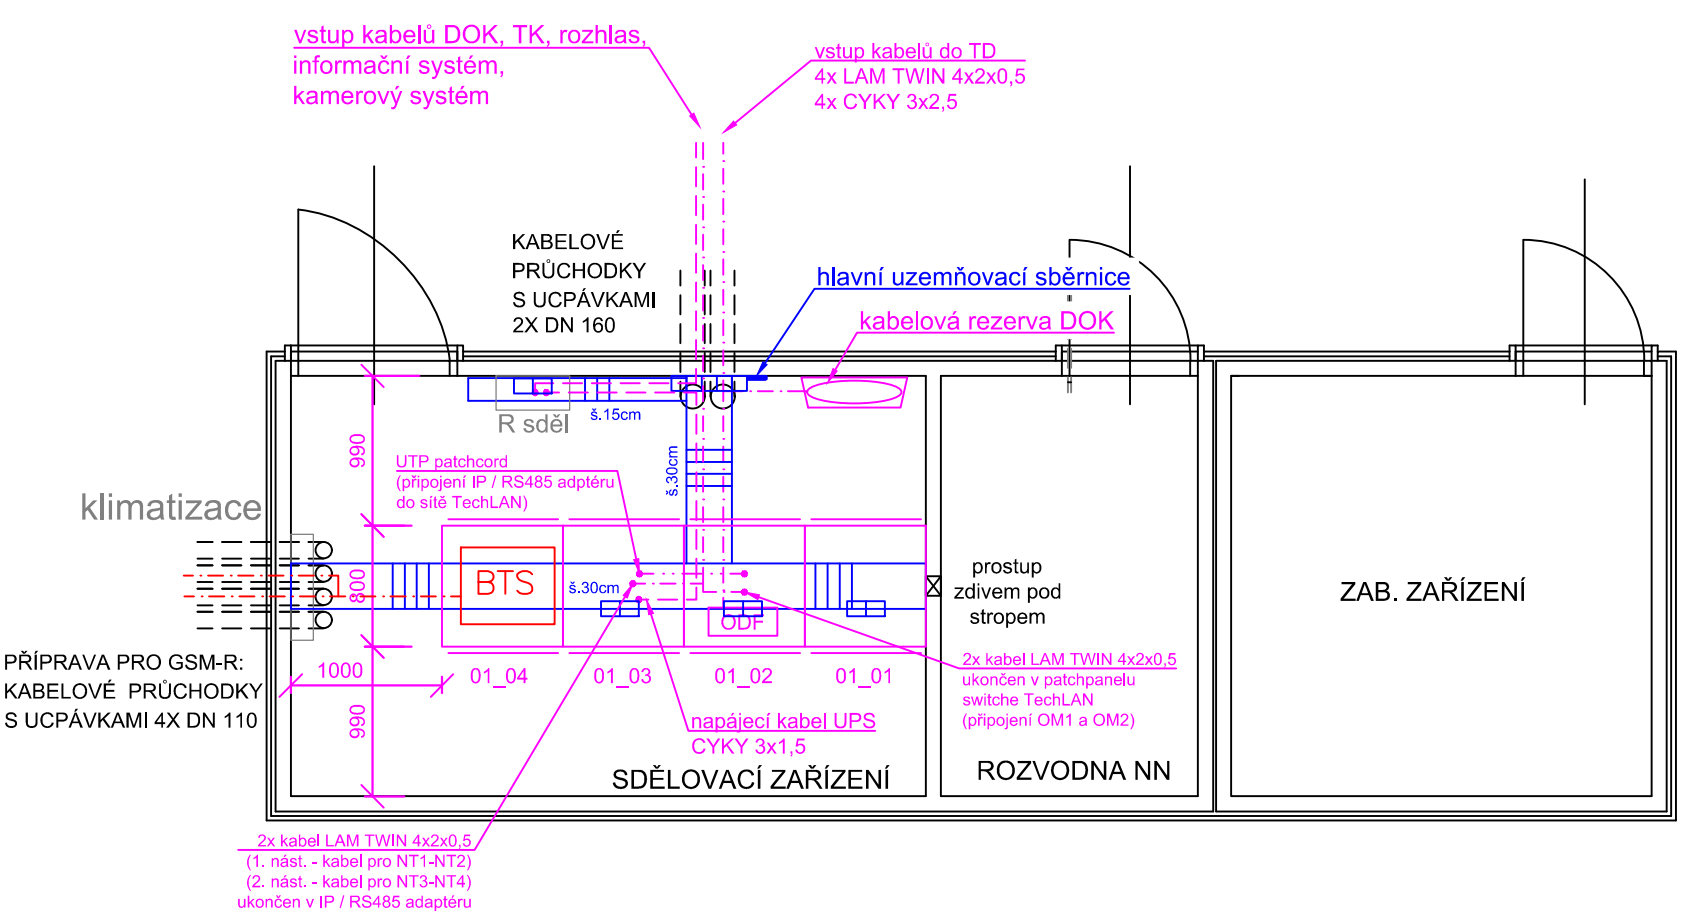 vstup kabelů DOK, TK, rozhlas,
informační systém,
kamerový systém
vstup kabelů do TD
4x LAM TWIN 4x2x0,5
4x CYKY 3x2,5
KABELOVÉ
PRŮCHODKY
S UCPÁVKAMI
2X DN 160
hlavní uzemňovací sběrnice
kabelová rezerva DOK
R sděl
š.15cm
š.30cm
990
UTP patchcord
(připojení IP / RS485 adptéru
do sítě TechLAN)
klimatizace
800
BTS
š.30cm
ODF
prostup
zdivem pod
stropem
ZAB. ZAŘÍZENÍ
PŘÍPRAVA PRO GSM-R:
KABELOVÉ PRŮCHODKY
S UCPÁVKAMI 4X DN 110
1000
01_04
01_03
01_02
01_01
990
2x kabel LAM TWIN 4x2x0,5
ukončen v patchpanelu
switche TechLAN
(připojení OM1 a OM2)
napájecí kabel UPS
CYKY 3x1,5
SDĚLOVACÍ ZAŘÍZENÍ
ROZVODNA NN
2x kabel LAM TWIN 4x2x0,5
(1. nást. - kabel pro NT1-NT2)
(2. nást. - kabel pro NT3-NT4)
ukončen v IP / RS485 adaptéru